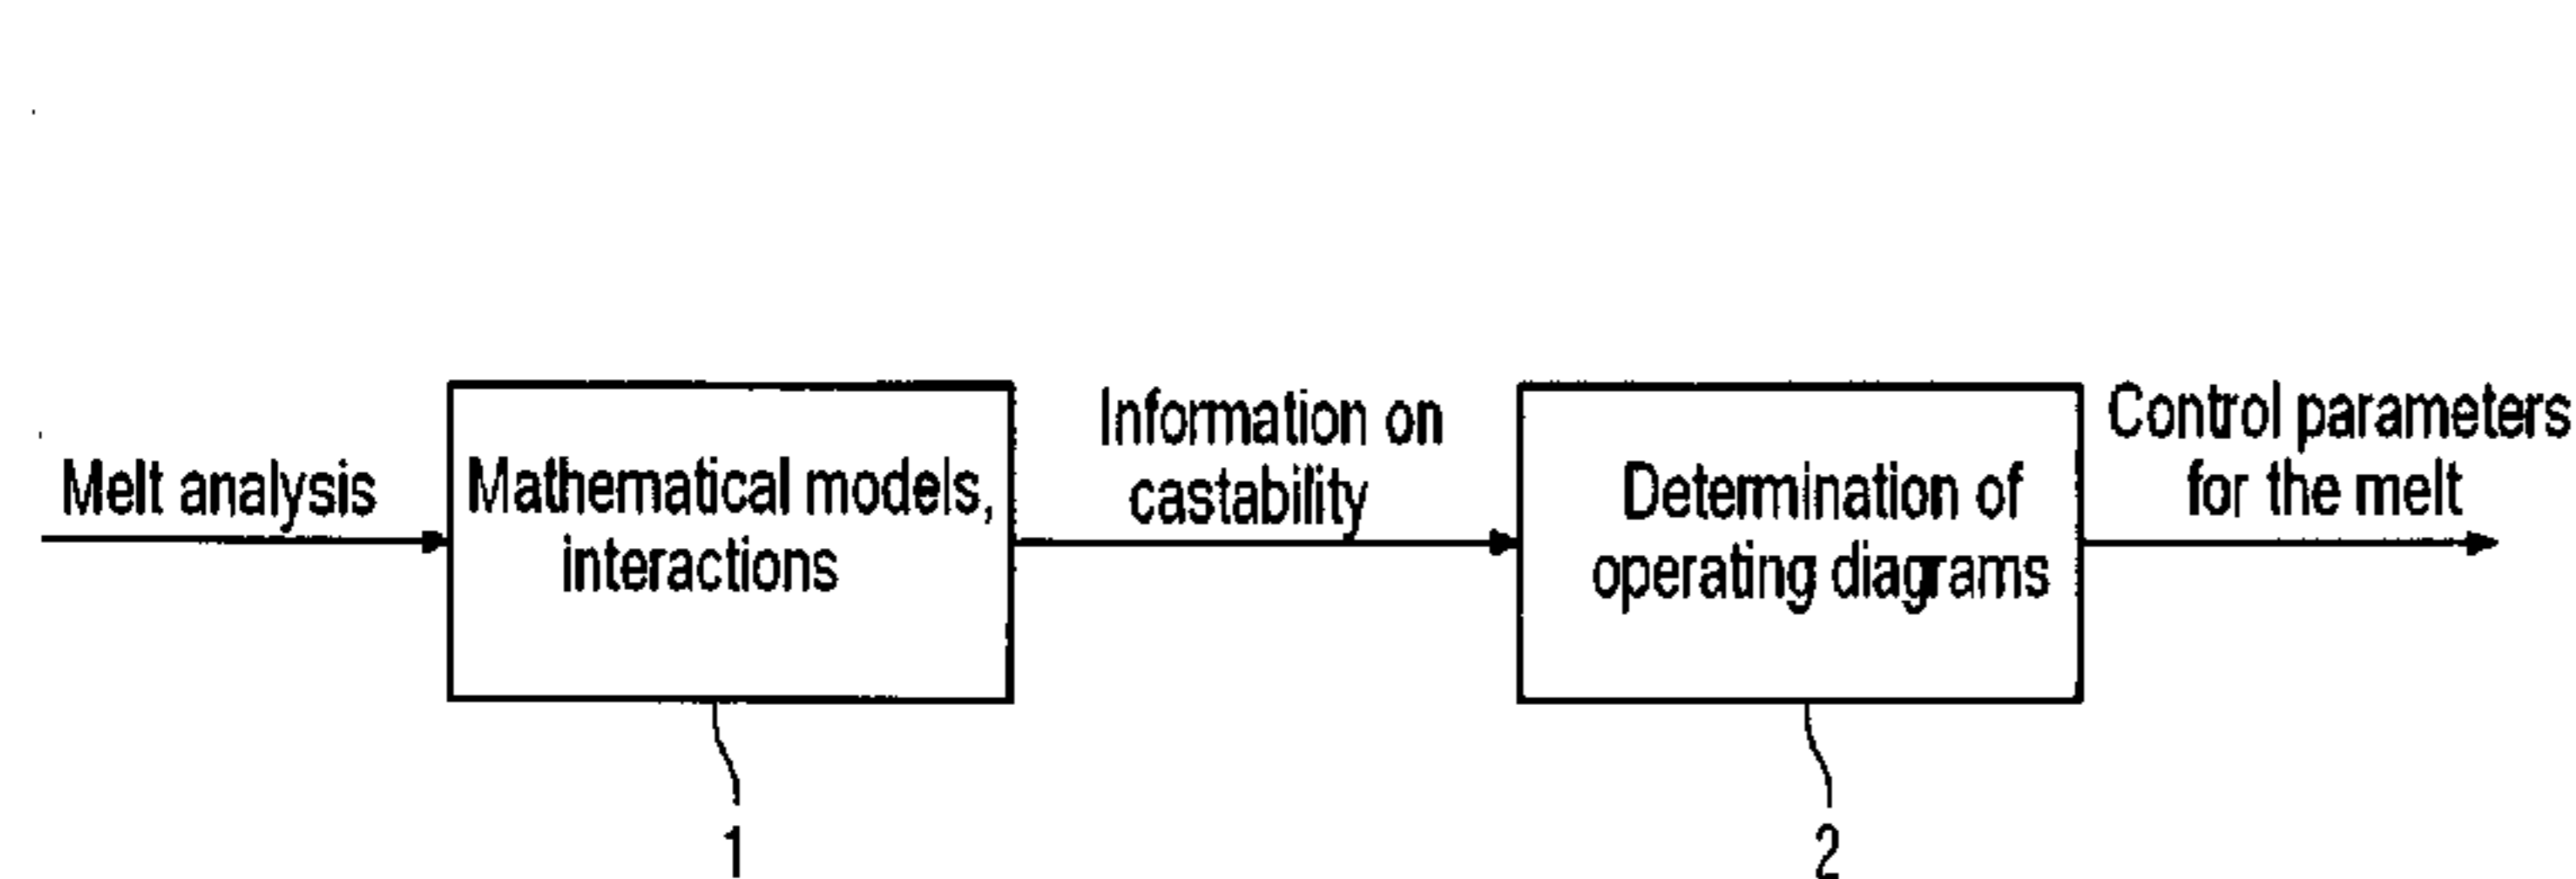 Melt analysis
Mathematical models,
interactions
Information on
castability
Determination of
operating diagrams
Control parameters
for the melt
1
2